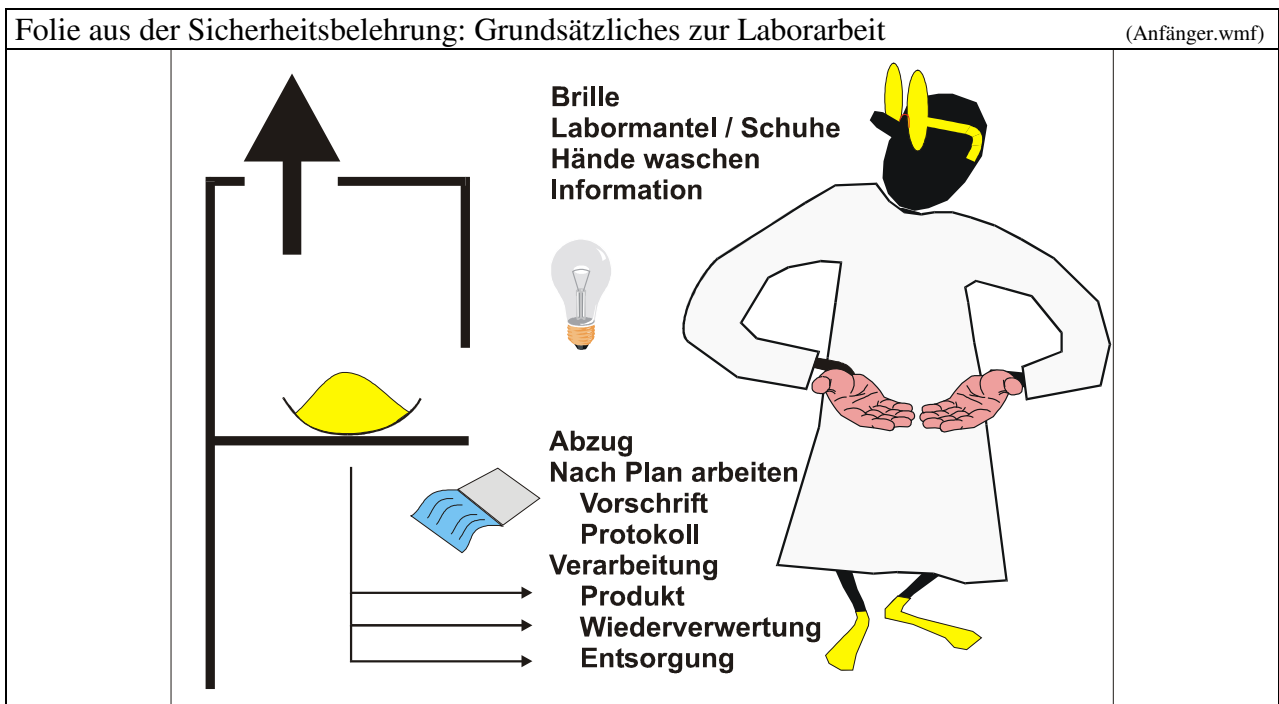 Folie aus der Sicherheitsbelehrung: Grundsätzliches zur Laborarbeit (Anfänger.wmf)
Brille
Labormantel / Schuhe
Hände waschen
Information
Abzug
Nach Plan arbeiten
Vorschrift
Protokoll
Verarbeitung
Produkt
Wiederverwertung
Entsorgung